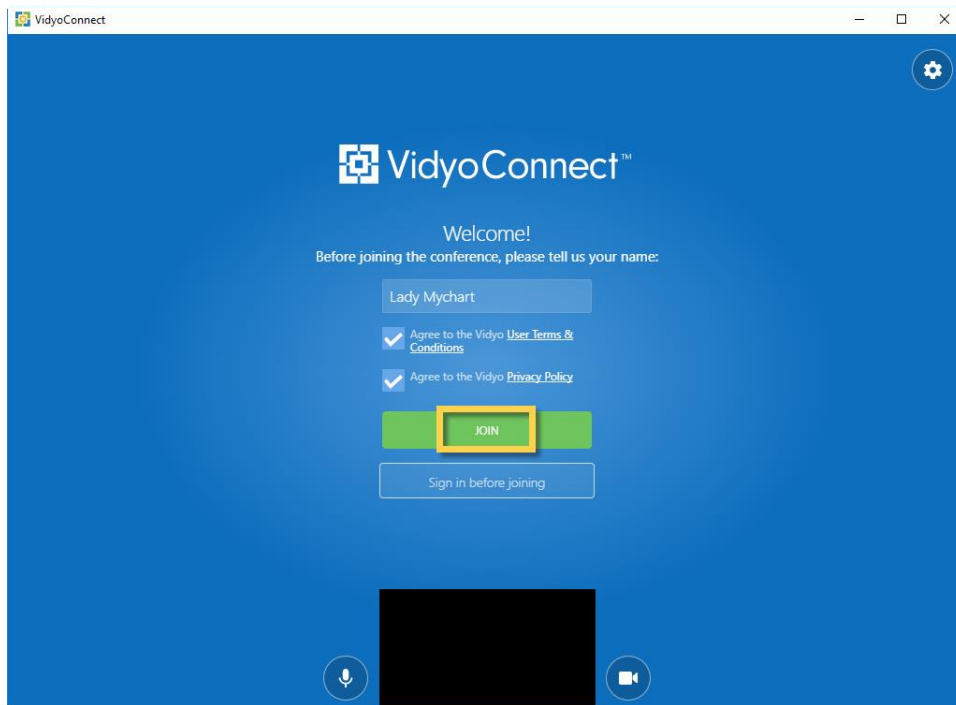 VidyoConnect
VidyoConnect™
Welcome!
Before joining the conference, please tell us your name:
Lady Mychart
Agree to the Vidyo User Terms &
Conditions
Agree to the Vidyo Privacy Policy
JOIN
Sign in before joining